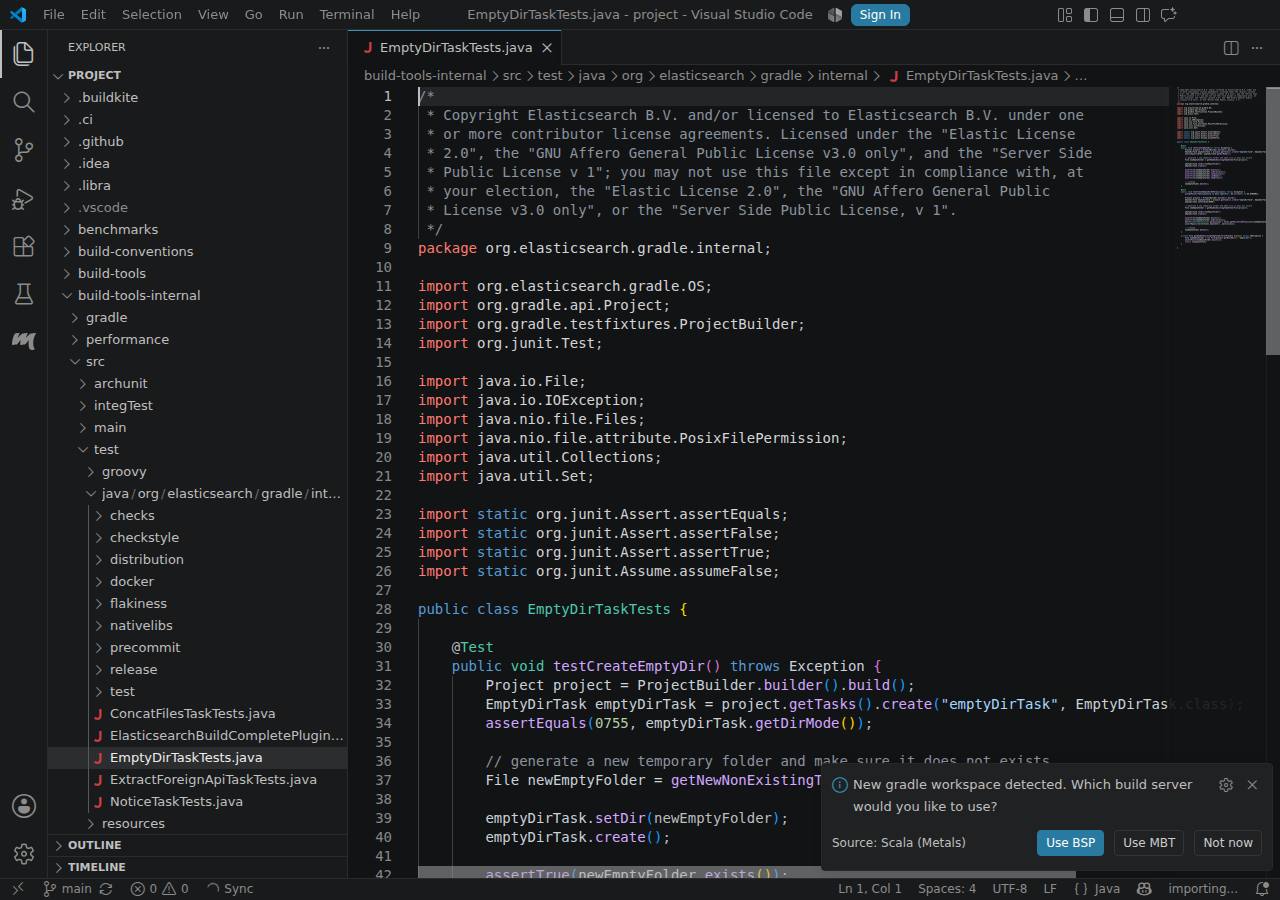 File Edit Selection View Go Run Terminal Help
EmptyDirTaskTests.java - project - Visual Studio Code
Sign In
EXPLORER
PROJECT
.buildkite
.ci
.github
.idea
.libra
.vscode
benchmarks
build-conventions
build-tools
build-tools-internal
gradle
performance
src
archunit
integTest
main
test
groovy
java/org/elasticsearch/gradle/int...
checks
checkstyle
distribution
docker
flakiness
nativelibs
precommit
release
test
ConcatFilesTaskTests.java
ElasticsearchBuildCompletePlugin...
EmptyDirTaskTests.java
ExtractForeignApiTaskTests.java
NoticeTaskTests.java
resources
OUTLINE
TIMELINE
EmptyDirTaskTests.java
build-tools-internal > src > test > java > org > elasticsearch > gradle > internal > EmptyDirTaskTests.java > ...
1 /*
2 * Copyright Elasticsearch B.V. and/or licensed to Elasticsearch B.V. under one
3 * or more contributor license agreements. Licensed under the "Elastic License
4 * 2.0", the "GNU Affero General Public License v3.0 only", and the "Server Side
5 * Public License v 1"; you may not use this file except in compliance with, at
6 * your election, the "Elastic License 2.0", the "GNU Affero General Public
7 * License v3.0 only", or the "Server Side Public License, v 1".
8 */
9 package org.elasticsearch.gradle.internal;
10
11 import org.elasticsearch.gradle.OS;
12 import org.gradle.api.Project;
13 import org.gradle.testfixtures.ProjectBuilder;
14 import org.junit.Test;
15
16 import java.io.File;
17 import java.io.IOException;
18 import java.nio.file.Files;
19 import java.nio.file.attribute.PosixFilePermission;
20 import java.util.Collections;
21 import java.util.Set;
22
23 import static org.junit.Assert.assertEquals;
24 import static org.junit.Assert.assertFalse;
25 import static org.junit.Assert.assertTrue;
26 import static org.junit.Assume.assumeFalse;
27
28 public class EmptyDirTaskTests {
29
30 @Test
31 public void testCreateEmptyDir() throws Exception {
32 Project project = ProjectBuilder.builder().build();
33 EmptyDirTask emptyDirTask = project.getTasks().create("emptyDirTask", EmptyDirTask.class);
34 assertEquals(0755, emptyDirTask.getDirMode());
35
36 // generate a new temporary folder and make sure it does not exists
37 File newEmptyFolder = getNewNonExistingT
38
39 emptyDirTask.setDir(newEmptyFolder);
40 emptyDirTask.create();
41
42 assertTrue(newEmptyFolder.exists());
New gradle workspace detected. Which build server
would you like to use?
Source: Scala (Metals)
Use BSP Use MBT Not now
main 0 0 Sync
Ln 1, Col 1 Spaces: 4 UTF-8 LF { } Java importing...